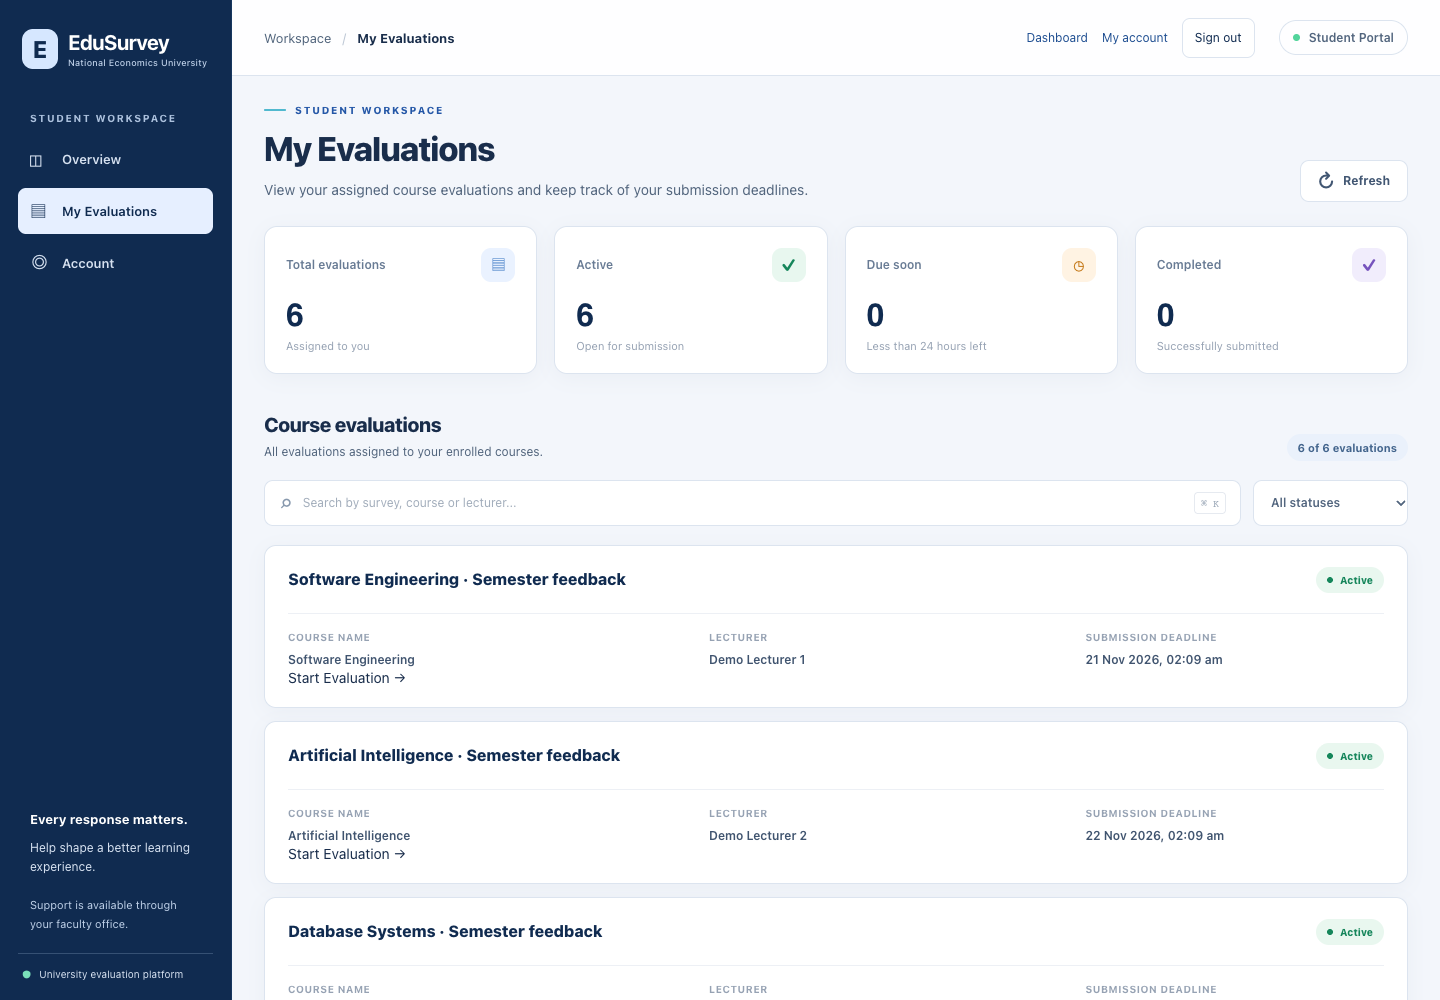 E
EduSurvey
National Economics University
STUDENT WORKSPACE
Overview
My Evaluations
Account
Every response matters.
Help shape a better learning
experience.
Support is available through
your faculty office.
University evaluation platform
Workspace / My Evaluations
Dashboard
My account
Sign out
Student Portal
STUDENT WORKSPACE
My Evaluations
View your assigned course evaluations and keep track of your submission deadlines.
Refresh
Total evaluations
6
Assigned to you
Active
6
Open for submission
Due soon
0
Less than 24 hours left
Completed
0
Successfully submitted
Course evaluations
All evaluations assigned to your enrolled courses.
6 of 6 evaluations
Search by survey, course or lecturer...
⌘ K
All statuses
Software Engineering · Semester feedback
Active
COURSE NAME
Software Engineering
Start Evaluation →
LECTURER
Demo Lecturer 1
SUBMISSION DEADLINE
21 Nov 2026, 02:09 am
Artificial Intelligence · Semester feedback
Active
COURSE NAME
Artificial Intelligence
Start Evaluation →
LECTURER
Demo Lecturer 2
SUBMISSION DEADLINE
22 Nov 2026, 02:09 am
Database Systems · Semester feedback
Active
COURSE NAME
LECTURER
SUBMISSION DEADLINE